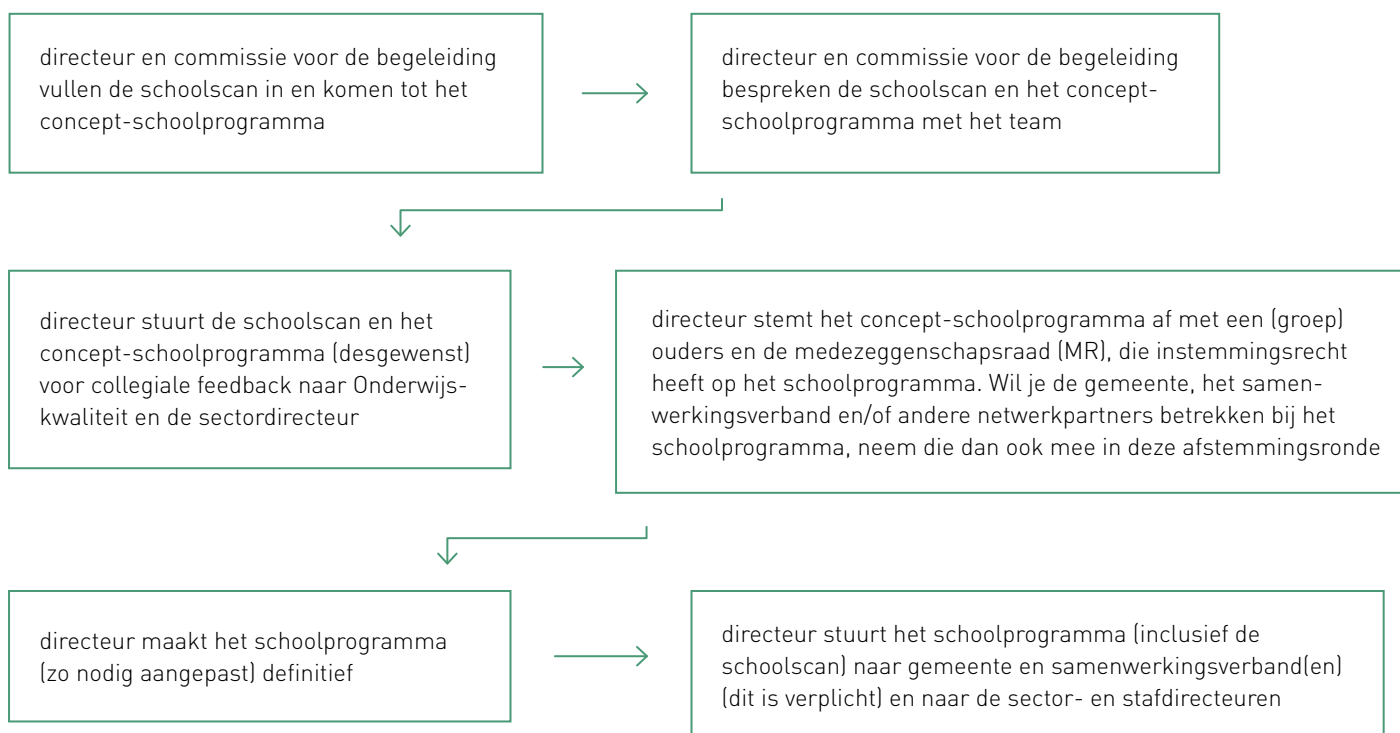 directeur en commissie voor de begeleiding
vullen de schoolscan in en komen tot het
concept-schoolprogramma
directeur en commissie voor de begeleiding
bespreken de schoolscan en het concept-
schoolprogramma met het team
directeur stuurt de schoolscan en het
concept-schoolprogramma (desgewenst)
voor collegiale feedback naar Onderwijs-
kwaliteit en de sectordirecteur
directeur stemt het concept-schoolprogramma af met een (groep)
ouders en de medezeggenschapsraad (MR), die instemmingsrecht
heeft op het schoolprogramma. Wil je de gemeente, het samen-
werkingsverband en/of andere netwerkpartners betrekken bij het
schoolprogramma, neem die dan ook mee in deze afstemmingsronde
directeur maakt het schoolprogramma
(zo nodig aangepast) definitief
directeur stuurt het schoolprogramma (inclusief de
schoolscan) naar gemeente en samenwerkingsverband(en)
(dit is verplicht) en naar de sector- en stafdirecteuren